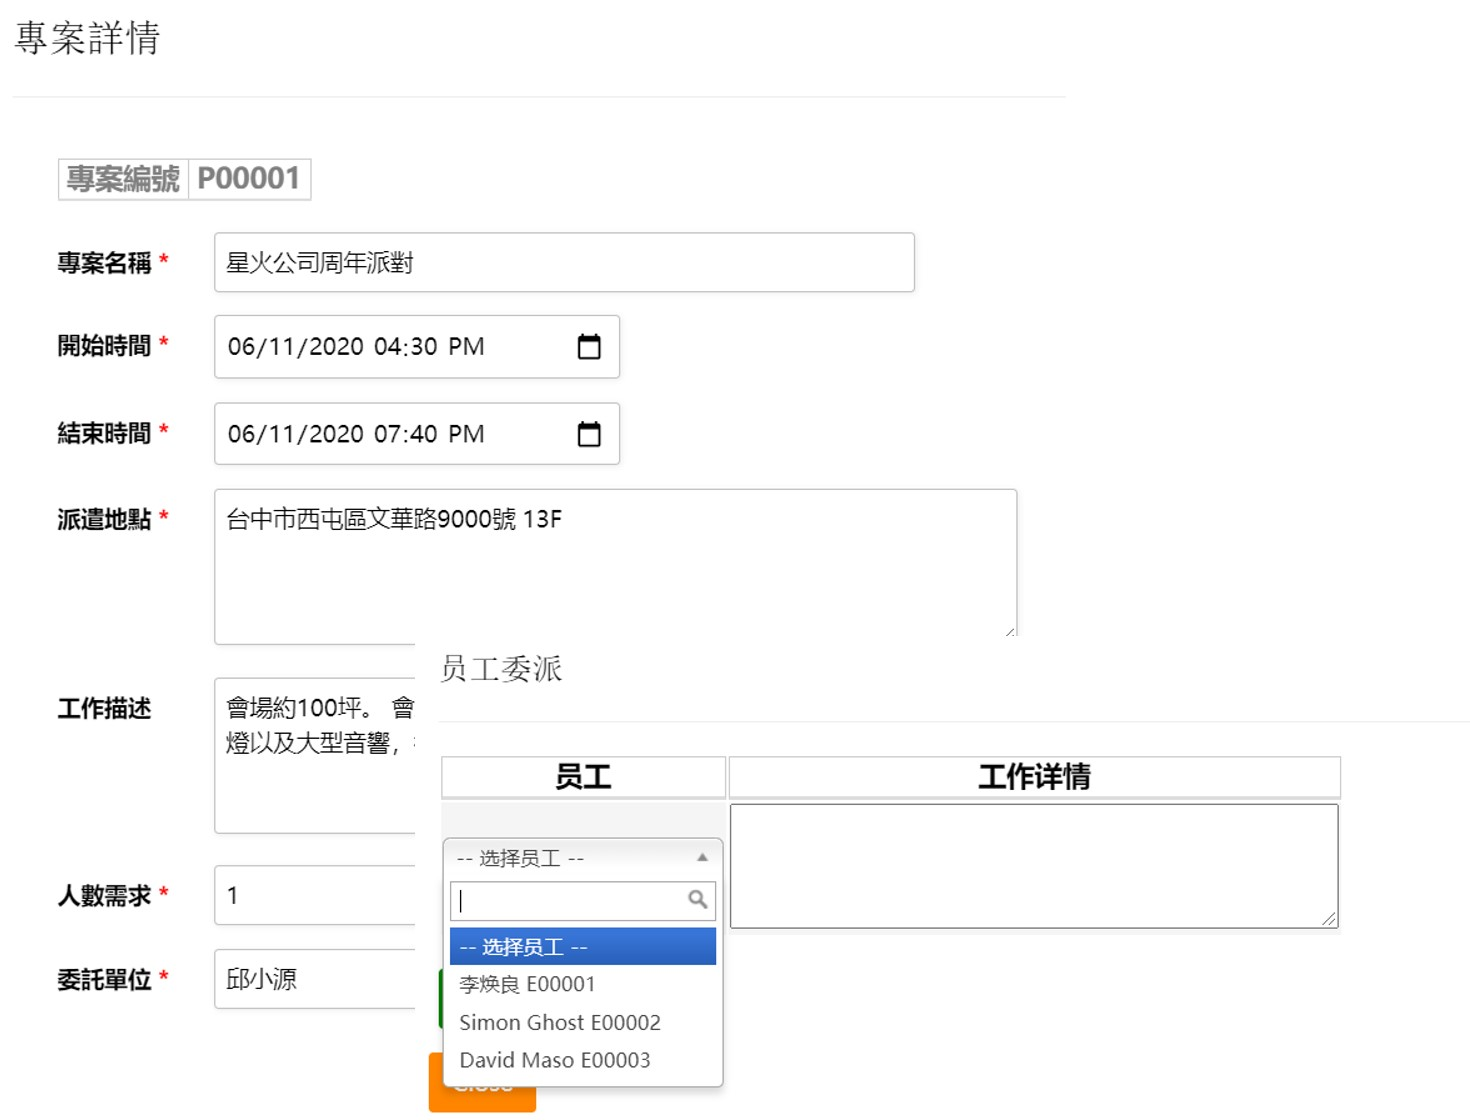 專案詳情
專案編號 P00001
專案名稱 * 星火公司周年派對
開始時間 * 06/11/2020 04:30 PM
結束時間 * 06/11/2020 07:40 PM
派遣地點 * 台中市西屯區文華路9000號 13F
工作描述 會場約100坪。 會
燈以及大型音響，
人數需求 * 1
委託單位 * 邱小源
员工委派
员工 工作详情
-- 选择员工 --
-- 选择员工 --
李焕良 E00001
Simon Ghost E00002
David Maso E00003